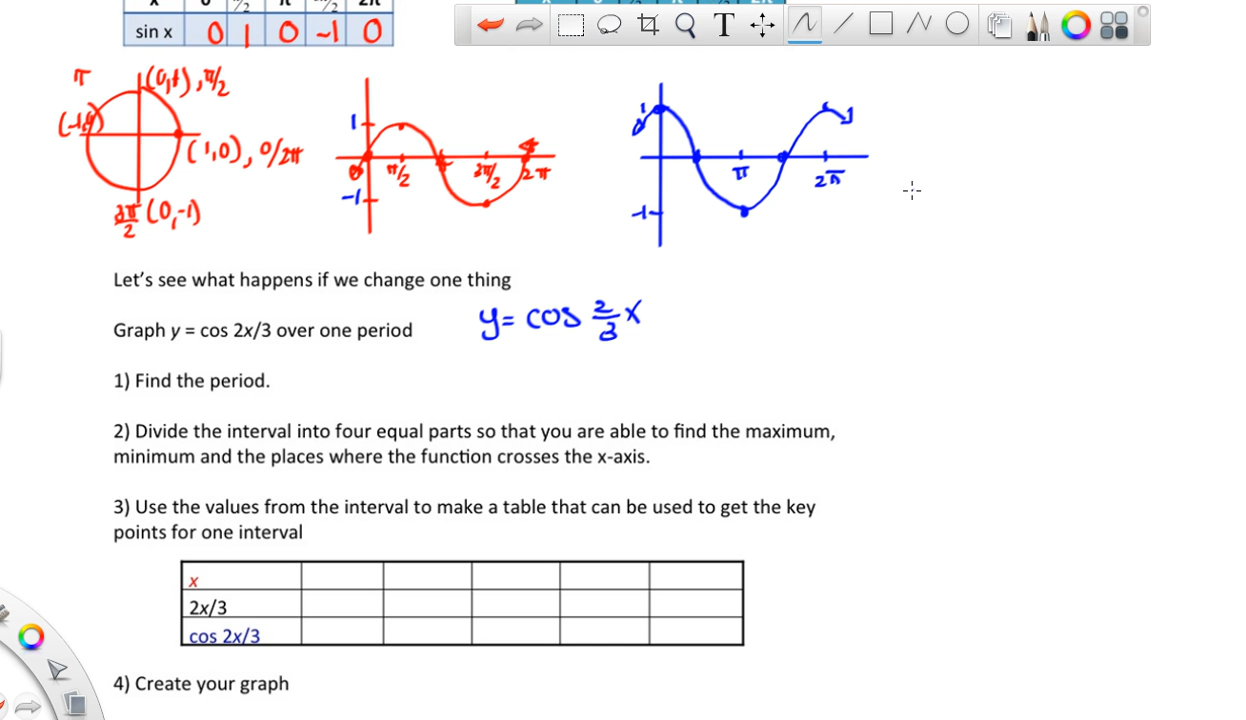 x 0 π/2 π 3π/2 2π
sin x 0 1 0 -1 0
π (0,1), π/2
(1,0), 0/2π
3π/2 (0,-1)
1
0 π/2 3π/2 2π
-1
1
π 2π
-1
T
Let's see what happens if we change one thing
Graph y = cos 2x/3 over one period y = cos 2/3 x
1) Find the period.
2) Divide the interval into four equal parts so that you are able to find the maximum,
minimum and the places where the function crosses the x-axis.
3) Use the values from the interval to make a table that can be used to get the key
points for one interval
x
2x/3
cos 2x/3
4) Create your graph